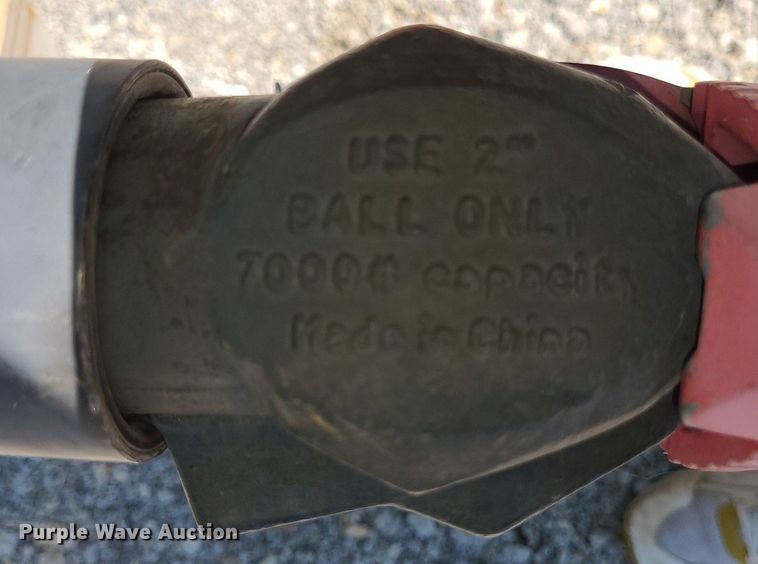 USE 2"
BALL ONLY
7000# capacity
Made in China
Purple Wave Auction